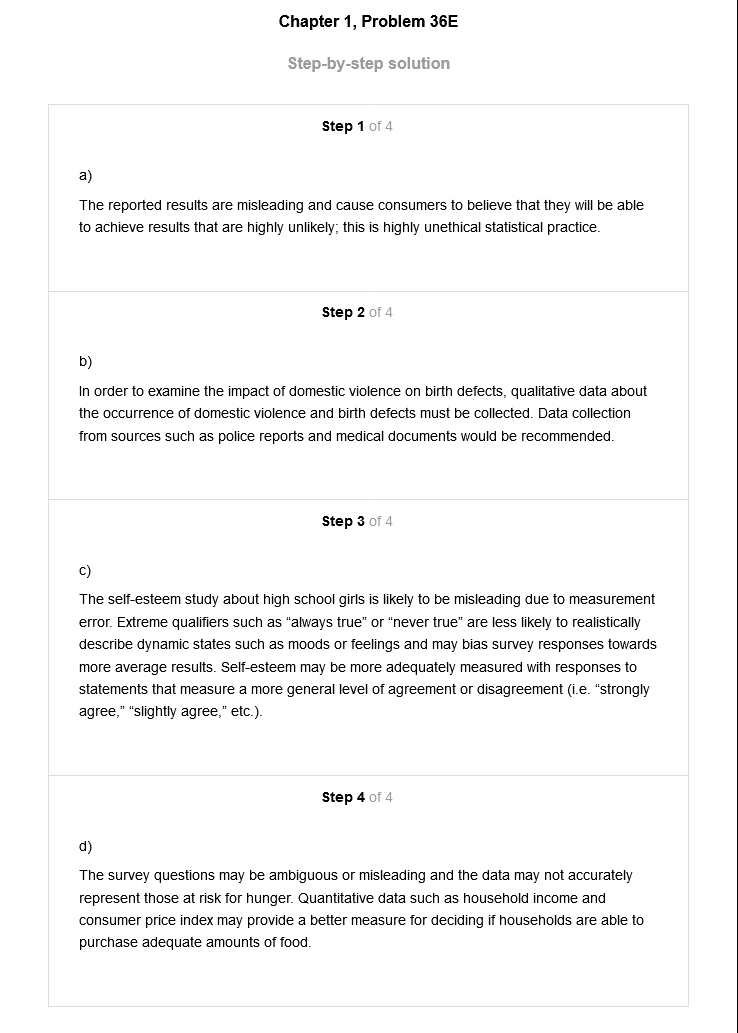 Chapter 1, Problem 36E
Step-by-step solution
Step 1 of 4
a)
The reported results are misleading and cause consumers to believe that they will be able
to achieve results that are highly unlikely; this is highly unethical statistical practice.
Step 2 of 4
b)
In order to examine the impact of domestic violence on birth defects, qualitative data about
the occurrence of domestic violence and birth defects must be collected. Data collection
from sources such as police reports and medical documents would be recommended.
Step 3 of 4
c)
The self-esteem study about high school girls is likely to be misleading due to measurement
error. Extreme qualifiers such as “always true” or “never true” are less likely to realistically
describe dynamic states such as moods or feelings and may bias survey responses towards
more average results. Self-esteem may be more adequately measured with responses to
statements that measure a more general level of agreement or disagreement (i.e. “strongly
agree,” “slightly agree,” etc.).
Step 4 of 4
d)
The survey questions may be ambiguous or misleading and the data may not accurately
represent those at risk for hunger. Quantitative data such as household income and
consumer price index may provide a better measure for deciding if households are able to
purchase adequate amounts of food.